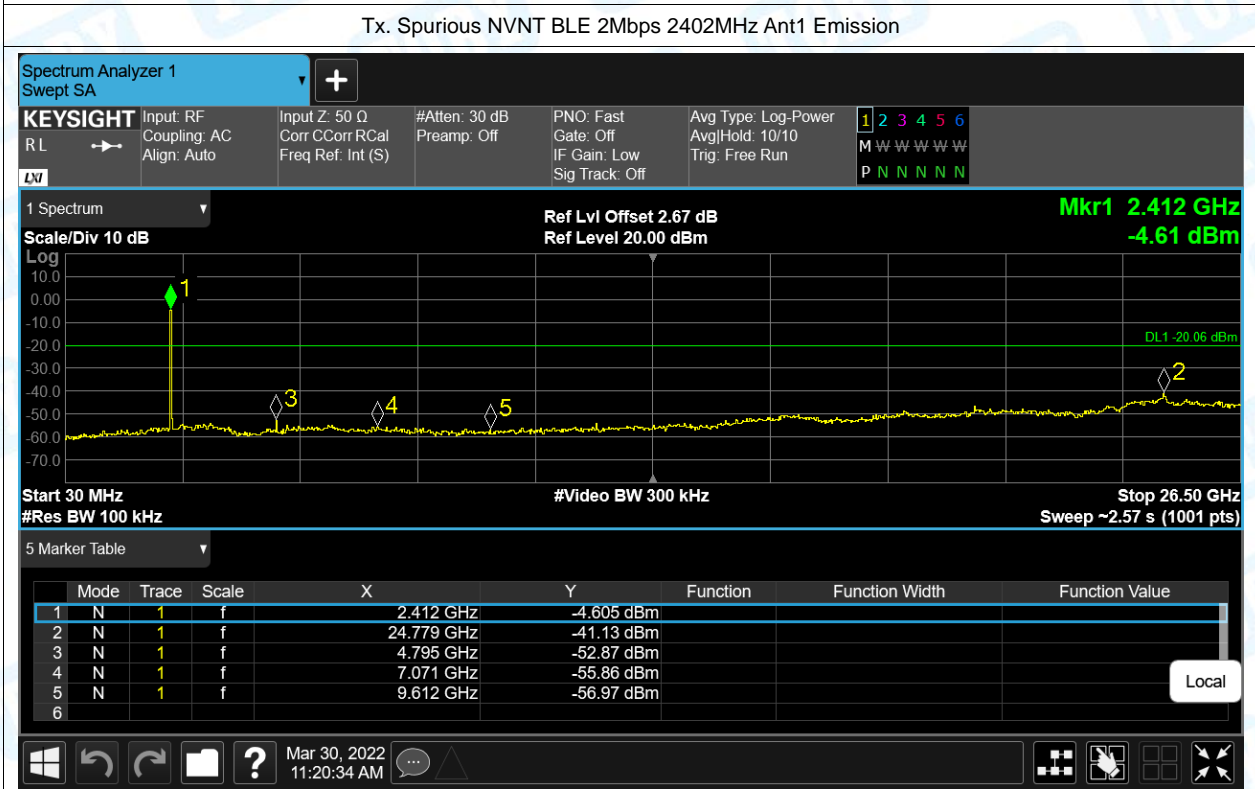 Tx. Spurious NVNT BLE 2Mbps 2402MHz Ant1 Emission
Spectrum Analyzer 1
Swept SA
+
KEYSIGHT
RL
LXI
Input: RF
Coupling: AC
Align: Auto
Input Z: 50 Ω
Corr CCorr RCal
Freq Ref: Int (S)
#Atten: 30 dB
Preamp: Off
PNO: Fast
Gate: Off
IF Gain: Low
Sig Track: Off
Avg Type: Log-Power
Avg|Hold: 10/10
Trig: Free Run
1 2 3 4 5 6
M W W W W W
P N N N N N
1 Spectrum
Scale/Div 10 dB
Ref Lvl Offset 2.67 dB
Ref Level 20.00 dBm
Mkr1 2.412 GHz
-4.61 dBm
Log
10.0
0.00
-10.0
-20.0
-30.0
-40.0
-50.0
-60.0
-70.0
1
DL1 -20.06 dBm
2
3
4
5
Start 30 MHz
#Res BW 100 kHz
#Video BW 300 kHz
Stop 26.50 GHz
Sweep ~2.57 s (1001 pts)
5 Marker Table
Mode Trace Scale X Y Function Function Width Function Value
1 N 1 f 2.412 GHz -4.605 dBm
2 N 1 f 24.779 GHz -41.13 dBm
3 N 1 f 4.795 GHz -52.87 dBm
4 N 1 f 7.071 GHz -55.86 dBm
5 N 1 f 9.612 GHz -56.97 dBm
6
Local
?
Mar 30, 2022
11:20:34 AM